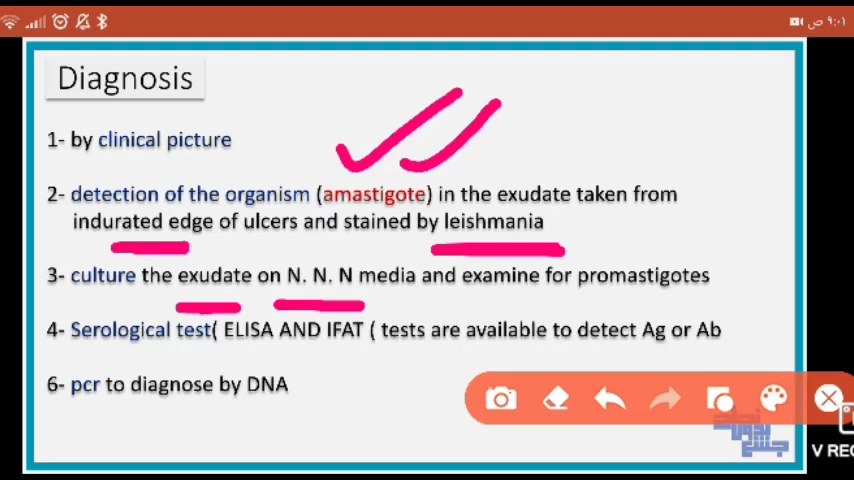 ٩:٠١ ص
Diagnosis
1- by clinical picture
2- detection of the organism (amastigote) in the exudate taken from
indurated edge of ulcers and stained by leishmania
3- culture the exudate on N. N. N media and examine for promastigotes
4- Serological test( ELISA AND IFAT ( tests are available to detect Ag or Ab
6- pcr to diagnose by DNA
V REC